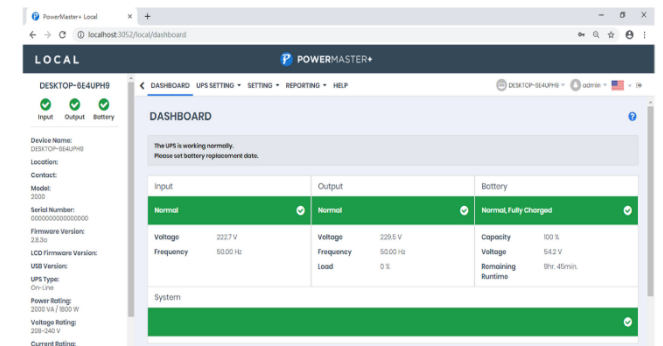 PowerMaster+ Local
localhost:3052/local/dashboard
LOCAL
POWERMASTER+
DESKTOP-6E4UPH9
Input Output Battery
Device Name:
DESKTOP-6E4UPH9
Location:
Contact:
Model:
2000
Serial Number:
0000000000000000
Firmware Version:
2.8.3o
LCD Firmware Version:
USB Version:
UPS Type:
On-Line
Power Rating:
2000 VA / 1800 W
Voltage Rating:
208-240 V
Current Rating:
DASHBOARD UPS SETTING SETTING REPORTING HELP
DESKTOP-6E4UPH9 admin
DASHBOARD
The UPS is working normally.
Please set battery replacement date.
Input
Normal
Voltage 222.7 V
Frequency 50.00 Hz
Output
Normal
Voltage 229.5 V
Frequency 50.00 Hz
Load 0 %
Battery
Normal, Fully Charged
Capacity 100 %
Voltage 54.2 V
Remaining Runtime
45min.
System